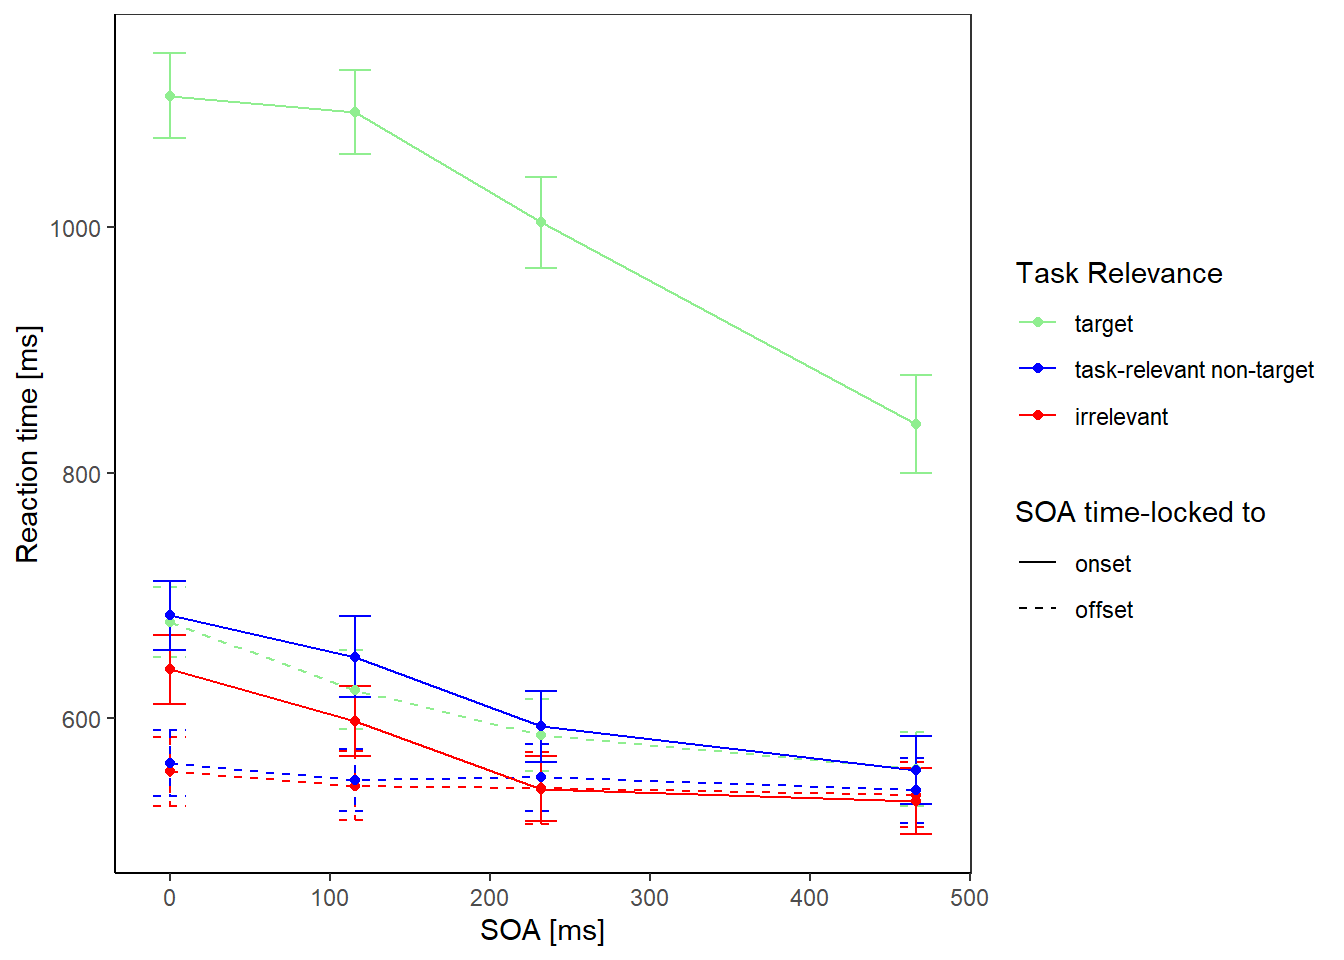 1000
800
600
Reaction time [ms]
0 100 200 300 400 500
SOA [ms]
Task Relevance
target
task-relevant non-target
irrelevant
SOA time-locked to
onset
offset